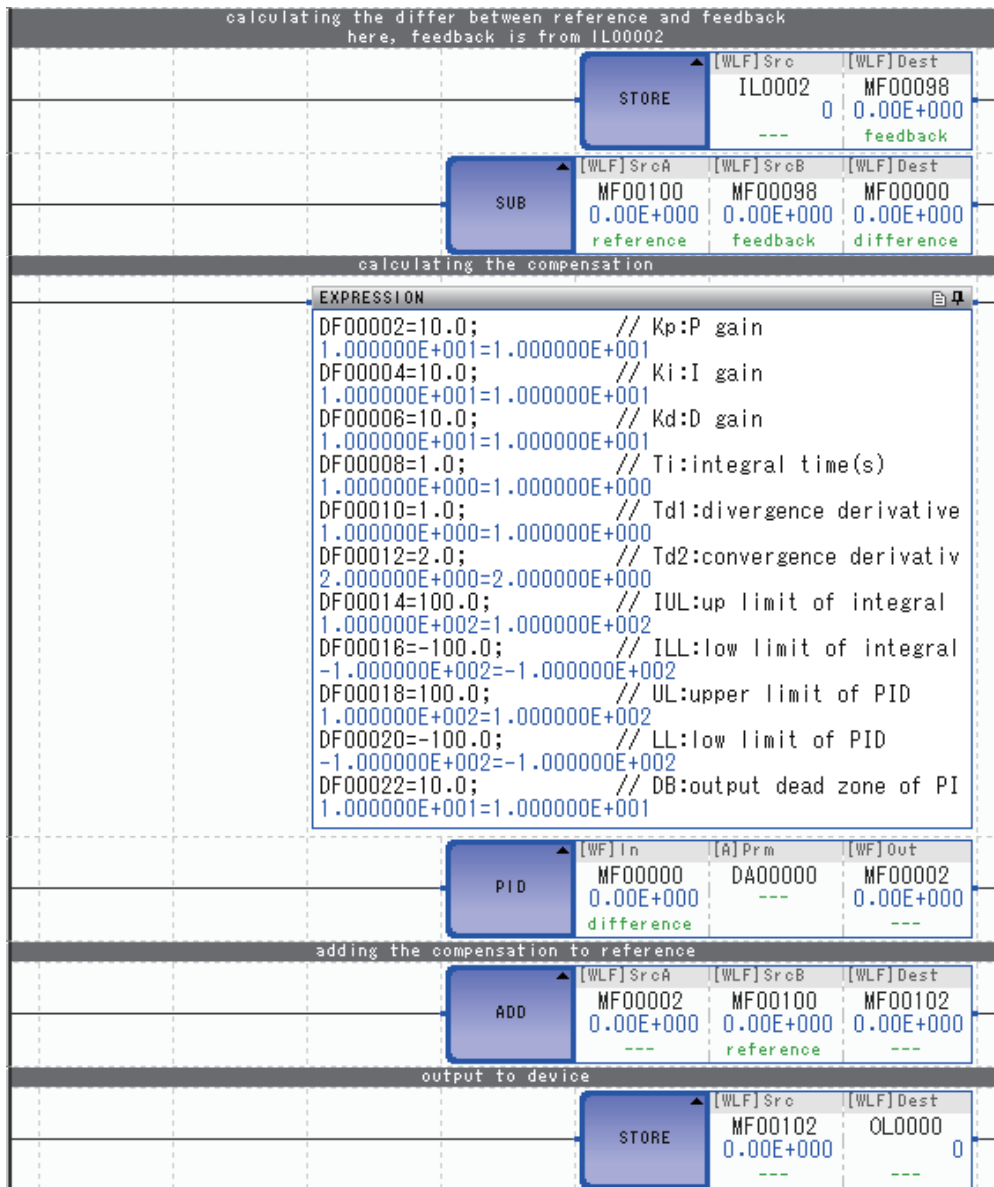 calculating the differ between reference and feedback
here, feedback is from IL00002
STORE
[WLF]Src [WLF]Dest
IL0002 MF00098
0 0.00E+000
--- feedback
SUB
[WLF]SrcA [WLF]SrcB [WLF]Dest
MF00100 MF00098 MF00000
0.00E+000 0.00E+000 0.00E+000
reference feedback difference
calculating the compensation
EXPRESSION
DF00002=10.0; // Kp:P gain
1.000000E+001=1.000000E+001
DF00004=10.0; // Ki:I gain
1.000000E+001=1.000000E+001
DF00006=10.0; // Kd:D gain
1.000000E+001=1.000000E+001
DF00008=1.0; // Ti:integral time(s)
1.000000E+000=1.000000E+000
DF00010=1.0; // Td1:divergence derivative
1.000000E+000=1.000000E+000
DF00012=2.0; // Td2:convergence derivativ
2.000000E+000=2.000000E+000
DF00014=100.0; // IUL:up limit of integral
1.000000E+002=1.000000E+002
DF00016=-100.0; // ILL:low limit of integral
-1.000000E+002=-1.000000E+002
DF00018=100.0; // UL:upper limit of PID
1.000000E+002=1.000000E+002
DF00020=-100.0; // LL:low limit of PID
-1.000000E+002=-1.000000E+002
DF00022=10.0; // DB:output dead zone of PI
1.000000E+001=1.000000E+001
PID
[WF]In [A]Prm [WF]Out
MF00000 DA00000 MF00002
0.00E+000 --- 0.00E+000
difference ---
adding the compensation to reference
ADD
[WLF]SrcA [WLF]SrcB [WLF]Dest
MF00002 MF00100 MF00102
0.00E+000 0.00E+000 0.00E+000
--- reference ---
output to device
STORE
[WLF]Src [WLF]Dest
MF00102 OL0000
0.00E+000 0
--- ---